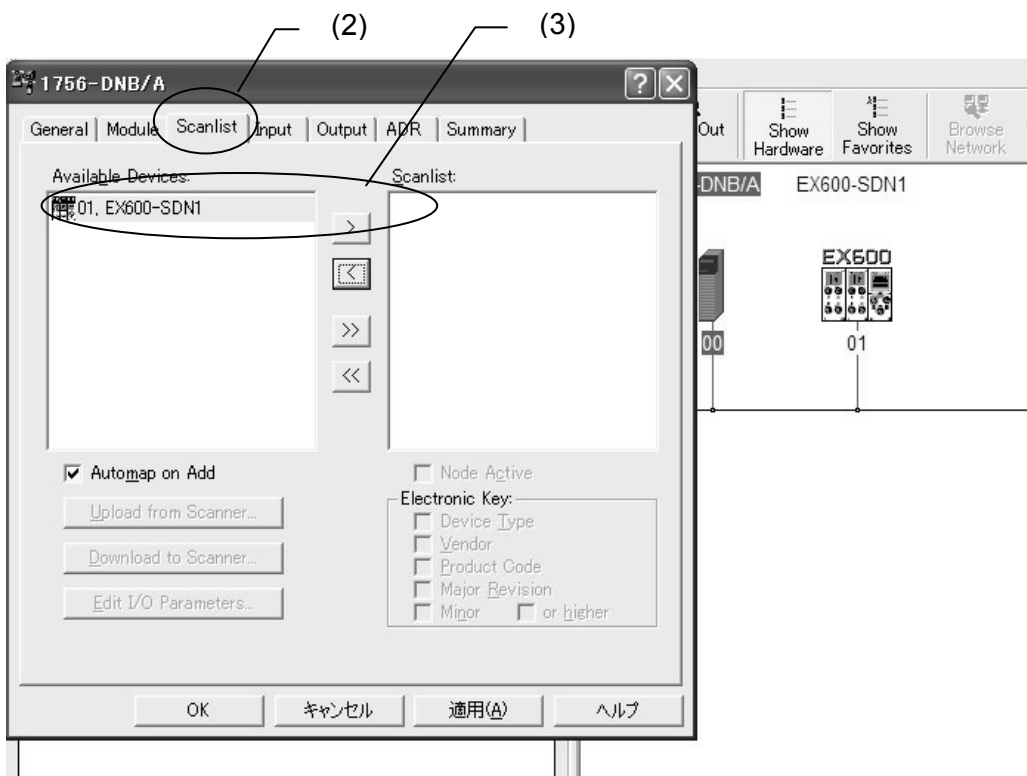 (2) (3)
1756-DNB/A
General Module Scanlist Input Output ADR Summary
Out Show Hardware Show Favorites Browse Network
Available Devices: Scanlist:
-DNB/A EX600-SDN1
01, EX600-SDN1
>
<
>>
<<
EX600
00 01
Automap on Add
Upload from Scanner...
Download to Scanner...
Edit I/O Parameters...
Node Active
Electronic Key:
Device Type
Vendor
Product Code
Major Revision
Minor or higher
OK キャンセル 適用(A) ヘルプ